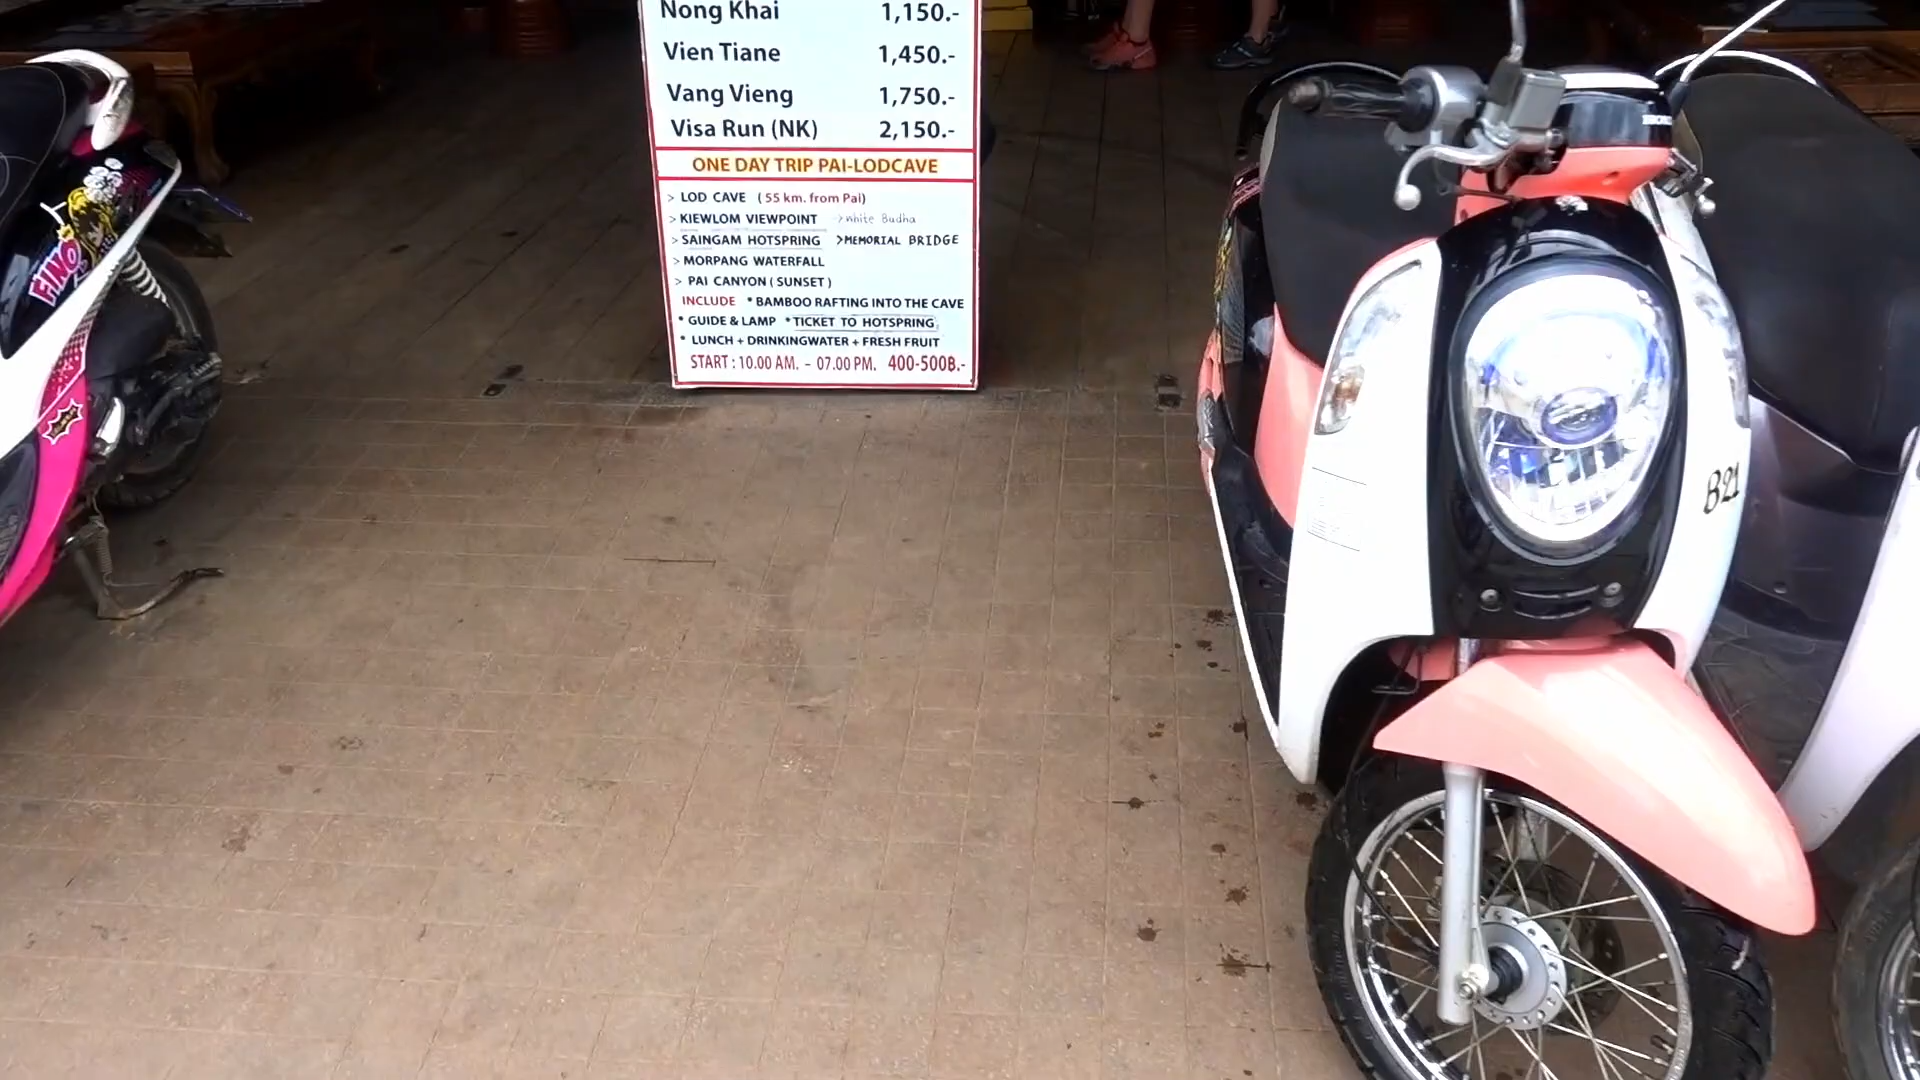 Nong Khai 1,150.-
Vien Tiane 1,450.-
Vang Vieng 1,750.-
Visa Run (NK) 2,150.-
ONE DAY TRIP PAI-LODCAVE
> LOD CAVE ( 55 km. from Pai)
> KIEWLOM VIEWPOINT > White Budha
> SAINGAM HOTSPRING >MEMORIAL BRIDGE
> MORPANG WATERFALL
> PAI CANYON ( SUNSET )
INCLUDE * BAMBOO RAFTING INTO THE CAVE
* GUIDE & LAMP * TICKET TO HOTSPRING
* LUNCH + DRINKINGWATER + FRESH FRUIT
START : 10.00 AM. – 07.00 PM. 400-500B.-
FINO
B21